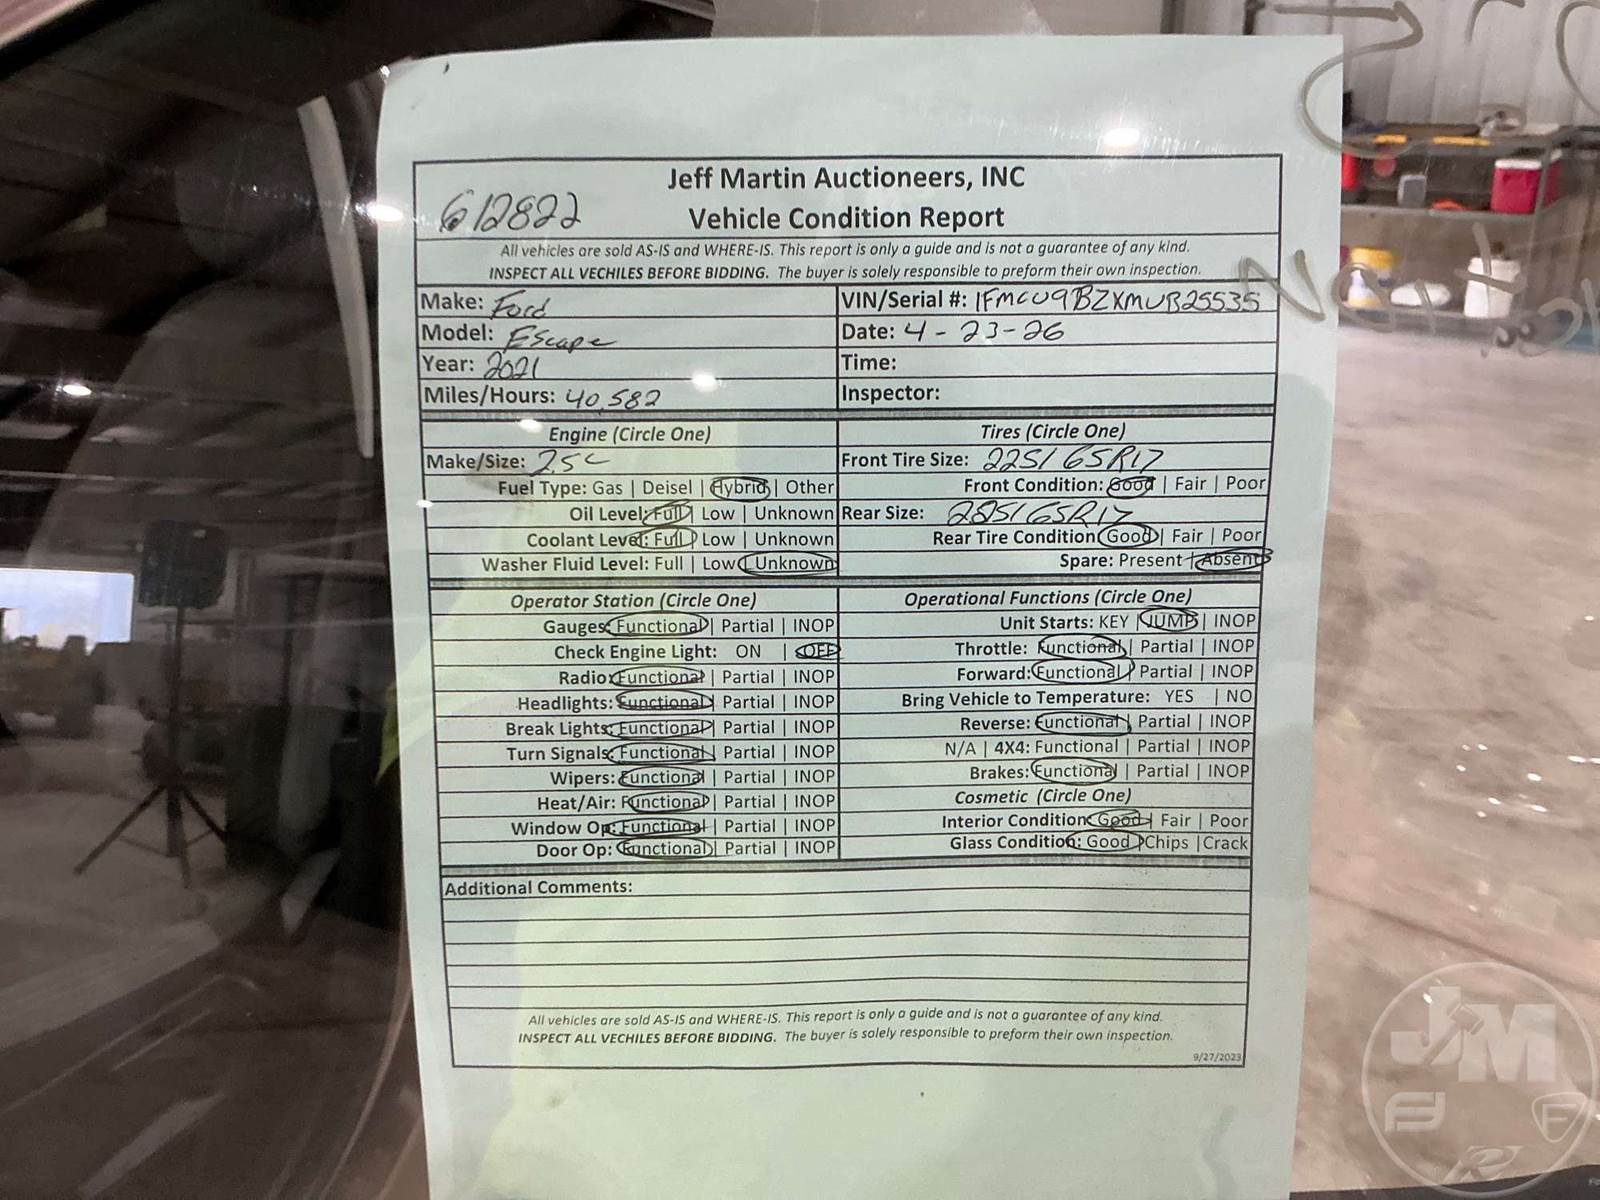 Jeff Martin Auctioneers, INC
612822 Vehicle Condition Report
All vehicles are sold AS-IS and WHERE-IS. This report is only a guide and is not a guarantee of any kind.
INSPECT ALL VECHILES BEFORE BIDDING. The buyer is solely responsible to preform their own inspection.
Make: Ford VIN/Serial #: 1FMCU9BZXMUB25535
Model: Escape Date: 4-23-26
Year: 2021 Time:
Miles/Hours: 40,582 Inspector:
Engine (Circle One) Tires (Circle One)
Make/Size: 2.5L Front Tire Size: 225/65R17
Fuel Type: Gas | Deisel | Hybrid | Other Front Condition: Good | Fair | Poor
Oil Level: Full | Low | Unknown Rear Size: 225/65R17
Coolant Level: Full | Low | Unknown Rear Tire Condition Good | Fair | Poor
Washer Fluid Level: Full | Low | Unknown Spare: Present | Absent
Operator Station (Circle One) Operational Functions (Circle One)
Gauges: Functional | Partial | INOP Unit Starts: KEY | JUMP | INOP
Check Engine Light: ON | OFF Throttle: Functional | Partial | INOP
Radio: Functional | Partial | INOP Forward: Functional | Partial | INOP
Headlights: Functional | Partial | INOP Bring Vehicle to Temperature: YES | NO
Break Lights: Functional | Partial | INOP Reverse: Functional | Partial | INOP
Turn Signals: Functional | Partial | INOP N/A | 4X4: Functional | Partial | INOP
Wipers: Functional | Partial | INOP Brakes: Functional | Partial | INOP
Heat/Air: Functional | Partial | INOP Cosmetic (Circle One)
Window Op: Functional | Partial | INOP Interior Condition: Good | Fair | Poor
Door Op: Functional | Partial | INOP Glass Condition: Good | Chips | Crack
Additional Comments:
All vehicles are sold AS-IS and WHERE-IS. This report is only a guide and is not a guarantee of any kind.
INSPECT ALL VECHILES BEFORE BIDDING. The buyer is solely responsible to preform their own inspection.
9/27/2023
JM